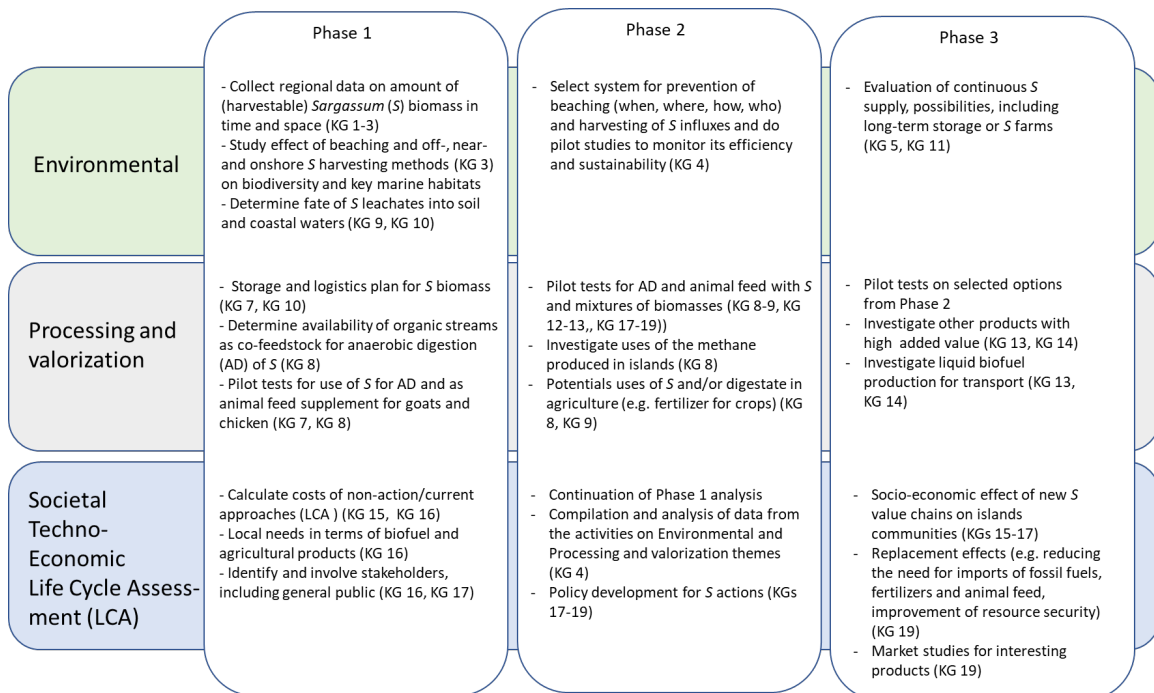 Phase 1
Phase 2
Phase 3
Environmental
- Collect regional data on amount of
(harvestable) Sargassum (S) biomass in
time and space (KG 1-3)
- Study effect of beaching and off-, near-
and onshore S harvesting methods (KG 3)
on biodiversity and key marine habitats
- Determine fate of S leachates into soil
and coastal waters (KG 9, KG 10)
- Select system for prevention of
beaching (when, where, how, who)
and harvesting of S influxes and do
pilot studies to monitor its efficiency
and sustainability (KG 4)
- Evaluation of continuous S
supply, possibilities, including
long-term storage or S farms
(KG 5, KG 11)
Processing and
valorization
- Storage and logistics plan for S biomass
(KG 7, KG 10)
- Determine availability of organic streams
as co-feedstock for anaerobic digestion
(AD) of S (KG 8)
- Pilot tests for use of S for AD and as
animal feed supplement for goats and
chicken (KG 7, KG 8)
- Pilot tests for AD and animal feed with S
and mixtures of biomasses (KG 8-9, KG
12-13,, KG 17-19))
- Investigate uses of the methane
produced in islands (KG 8)
- Potentials uses of S and/or digestate in
agriculture (e.g. fertilizer for crops) (KG
8, KG 9)
- Pilot tests on selected options
from Phase 2
- Investigate other products with
high added value (KG 13, KG 14)
- Investigate liquid biofuel
production for transport (KG 13,
KG 14)
Societal
Techno-
Economic
Life Cycle Assess-
ment (LCA)
- Calculate costs of non-action/current
approaches (LCA ) (KG 15, KG 16)
- Local needs in terms of biofuel and
agricultural products (KG 16)
- Identify and involve stakeholders,
including general public (KG 16, KG 17)
- Continuation of Phase 1 analysis
- Compilation and analysis of data from
the activities on Environmental and
Processing and valorization themes
(KG 4)
- Policy development for S actions (KGs
17-19)
- Socio-economic effect of new S
value chains on islands
communities (KGs 15-17)
- Replacement effects (e.g. reducing
the need for imports of fossil fuels,
fertilizers and animal feed,
improvement of resource security)
(KG 19)
- Market studies for interesting
products (KG 19)